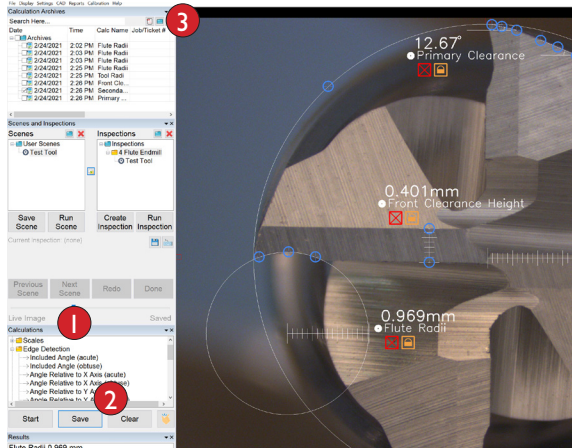 File Display Settings CAD Reports Calibration Help
Calculation Archives
Search Here...
3
Date Time Calc Name Job/Ticket #
Archives
2/24/2021 2:02 PM Flute Radii
2/24/2021 2:03 PM Flute Radii
2/24/2021 2:03 PM Flute Radii
2/24/2021 2:25 PM Flute Radii
2/24/2021 2:25 PM Tool Radi
2/24/2021 2:26 PM Front Cle...
2/24/2021 2:26 PM Seconda...
2/24/2021 2:26 PM Primary ...
Scenes and Inspections
Scenes Inspections
User Scenes Inspections
Test Tool 4 Flute Endmill
Test Tool
Save Scene
Run Scene
Create Inspection
Run Inspection
Current Inspection (none)
Previous Scene
Next Scene
Redo
Done
Live Image Saved
1
Calculations
Scales
Edge Detection
Included Angle (acute)
Included Angle (obtuse)
Angle Relative to X Axis (acute)
Angle Relative to X Axis (obtuse)
Angle Relative to Y
Angle Relative to Y
2
Start Save Clear
Results
Flute Radii 0.969 mm
12.67°
Primary Clearance
0.401mm
Front Clearance Height
0.969mm
Flute Radii